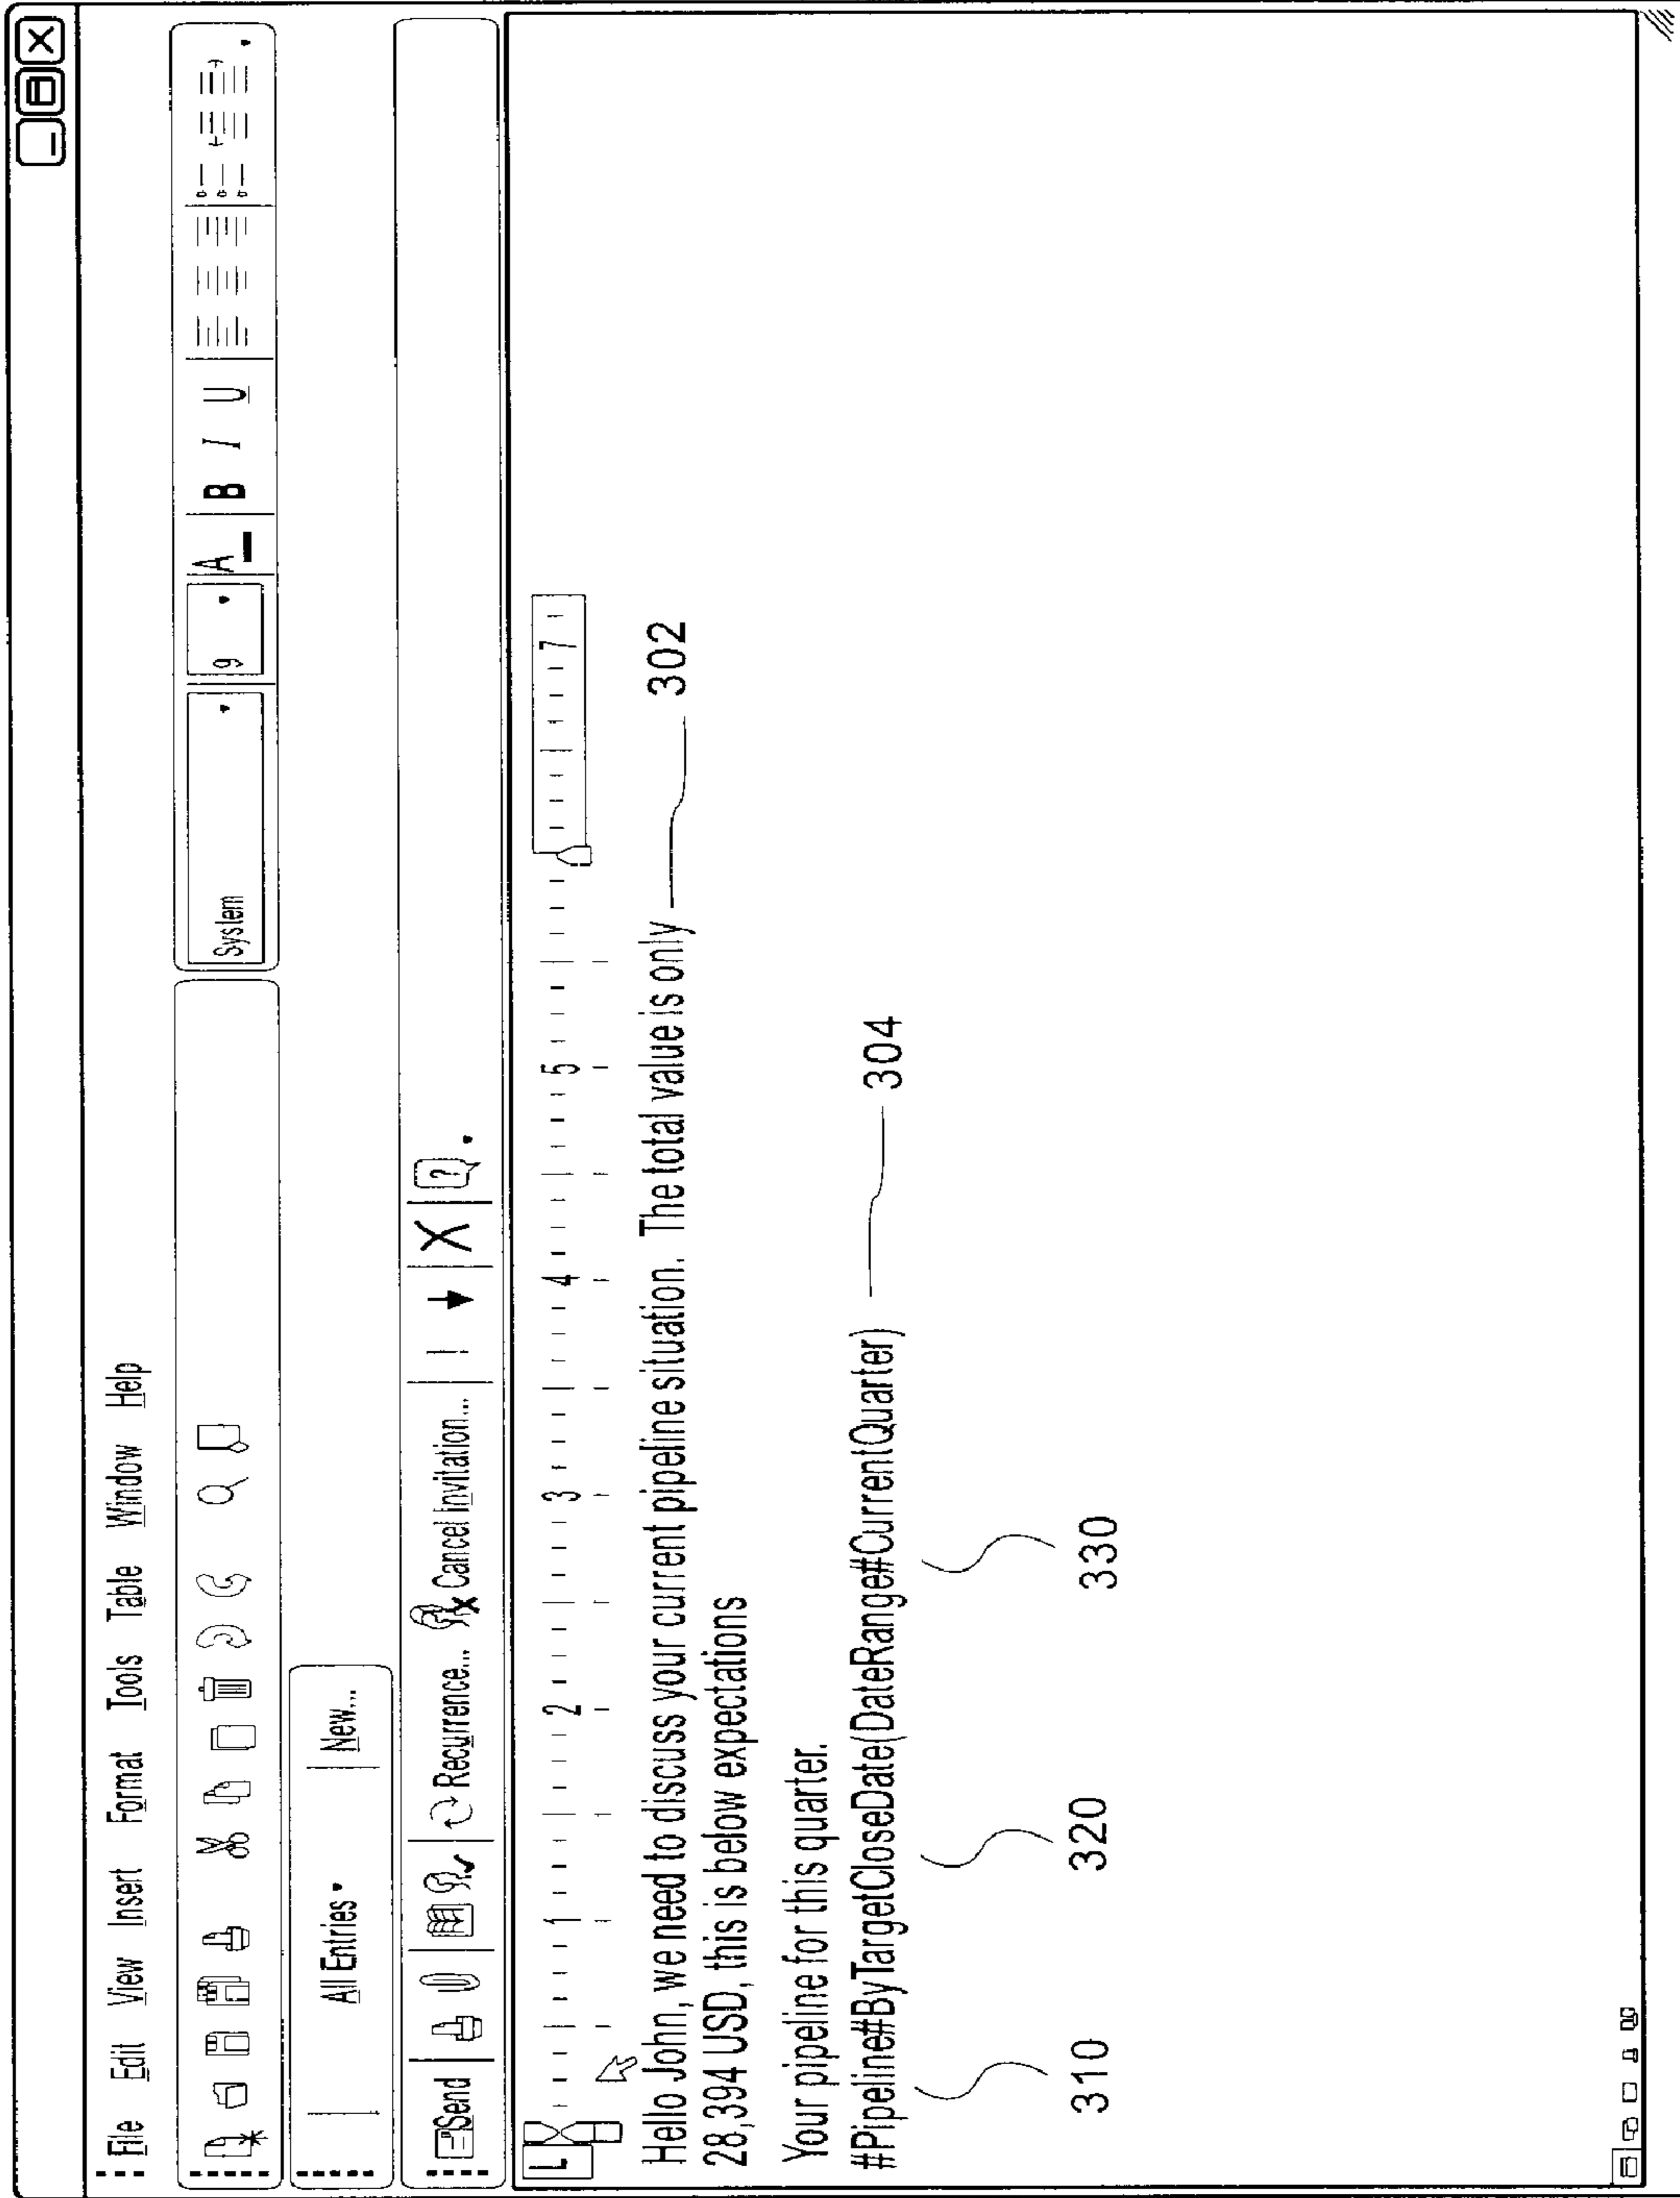 File Edit View Insert Format Tools Table Window Help
System 9 A B I U
All Entries New...
Send Recurrence... Cancel Invitation... ?
L 1 2 3 4 5 7
Hello John, we need to discuss your current pipeline situation. The total value is only
302
28,394 USD, this is below expectations
Your pipeline for this quarter.
#Pipeline#ByTargetCloseDate(DateRange#CurrentQuarter)
304
310 320 330